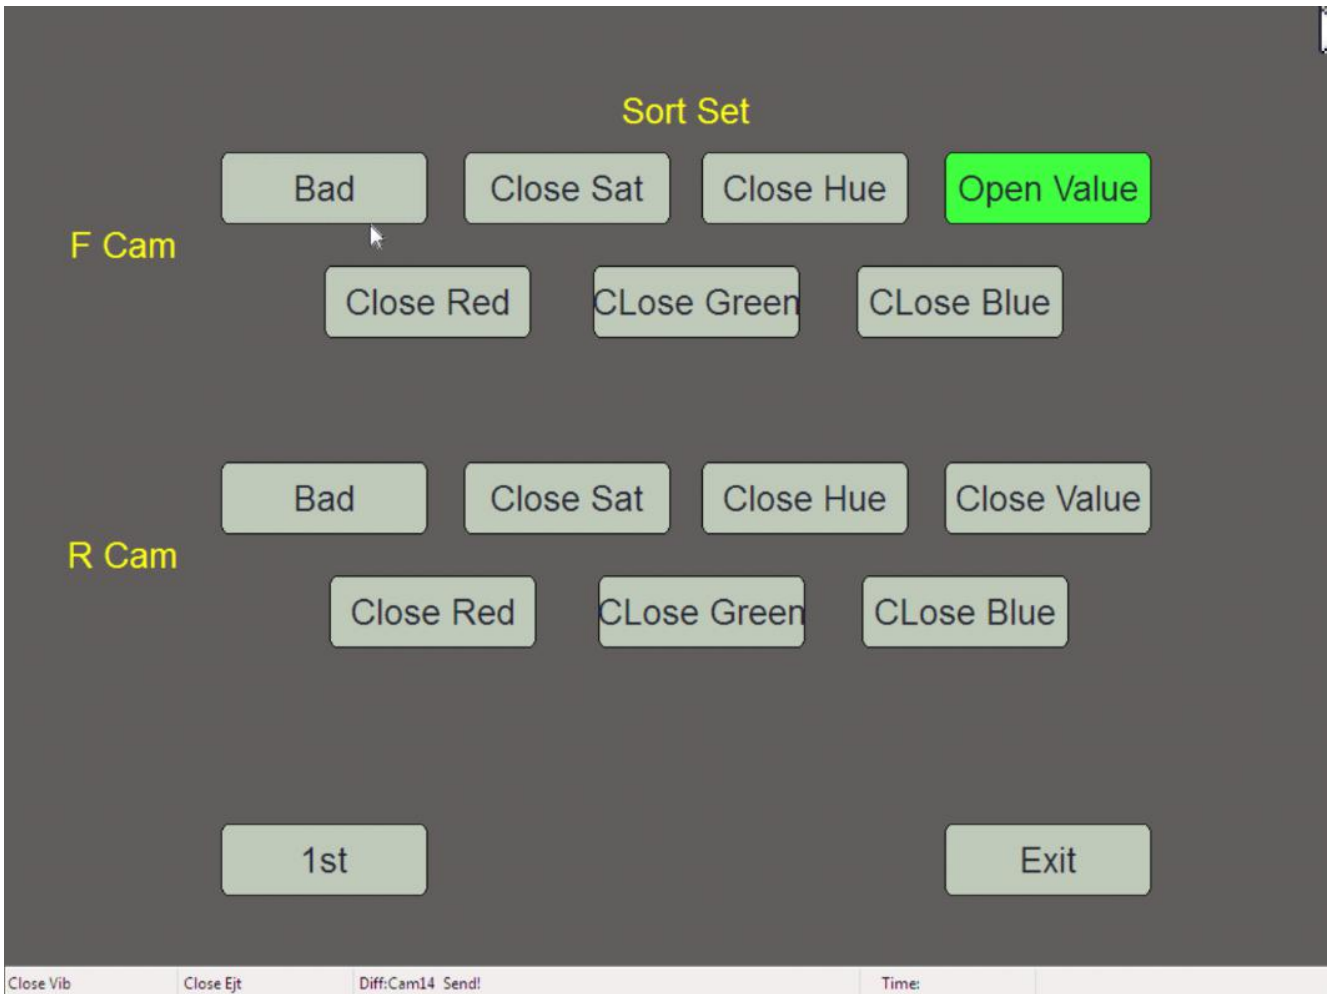 Sort Set
Bad Close Sat Close Hue Open Value
F Cam
Close Red CLose Green CLose Blue
Bad Close Sat Close Hue Close Value
R Cam
Close Red CLose Green CLose Blue
1st Exit
Close Vib Close Ejt Diff:Cam14 Send! Time: